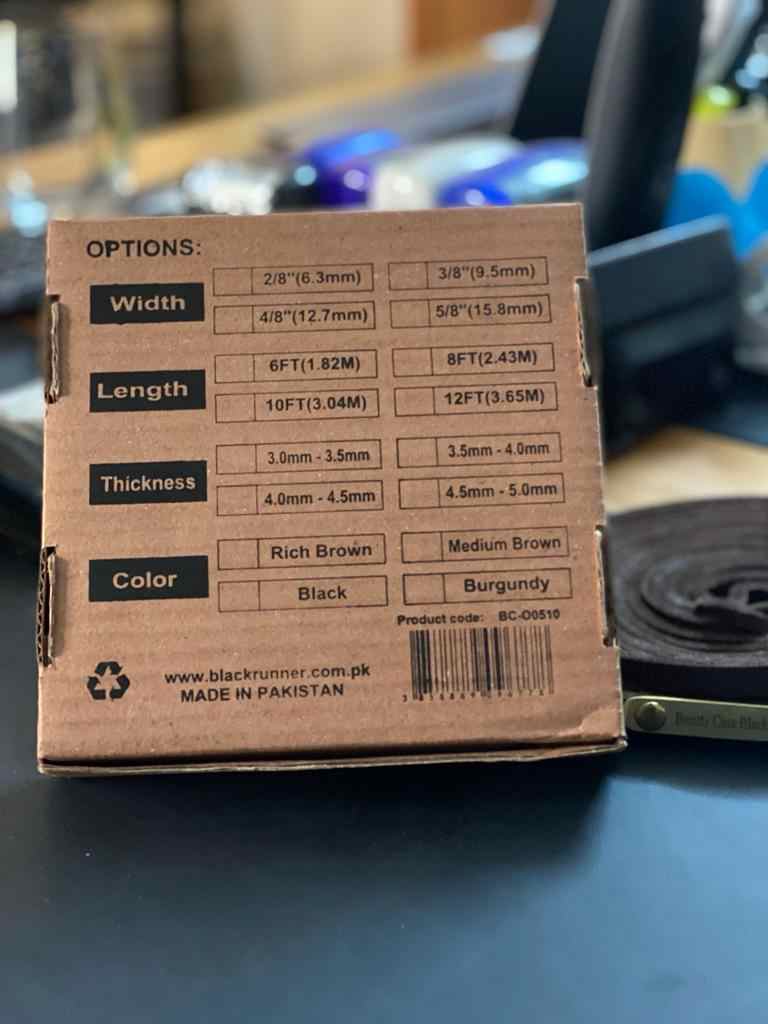 OPTIONS:
Width
2/8"(6.3mm) 3/8"(9.5mm)
4/8"(12.7mm) 5/8"(15.8mm)
Length
6FT(1.82M) 8FT(2.43M)
10FT(3.04M) 12FT(3.65M)
Thickness
3.0mm - 3.5mm 3.5mm - 4.0mm
4.0mm - 4.5mm 4.5mm - 5.0mm
Color
Rich Brown Medium Brown
Black Burgundy
Product code: BC-O0510
www.blackrunner.com.pk
MADE IN PAKISTAN